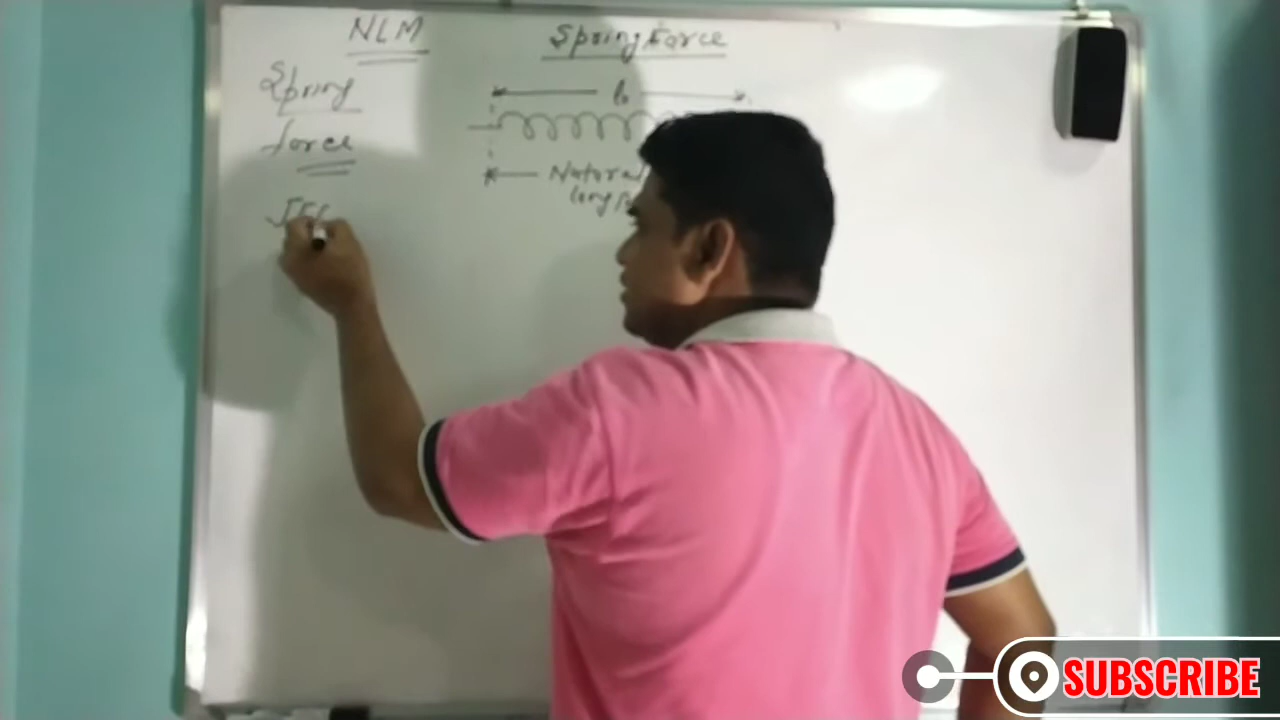 NLM
Spring Force
Spring
force
l₀
Natural
SUBSCRIBE